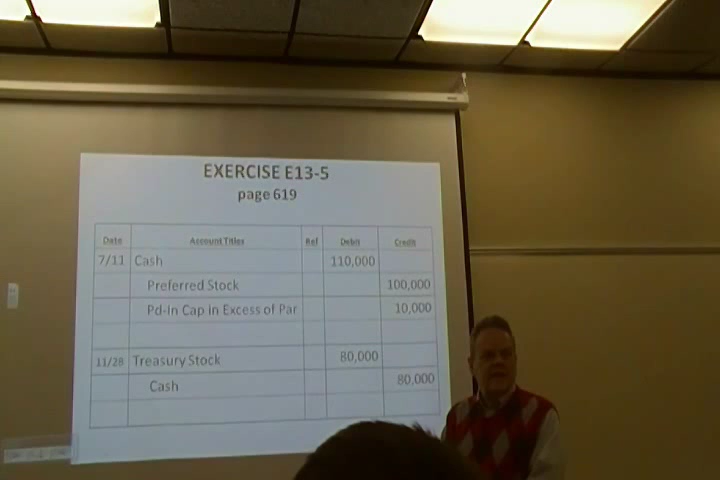 EXERCISE E13-5
page 619
Date Account Titles Ref Debit Credit
7/11 Cash 110,000
Preferred Stock 100,000
Pd-In Cap in Excess of Par 10,000
11/28 Treasury Stock 80,000
Cash 80,000